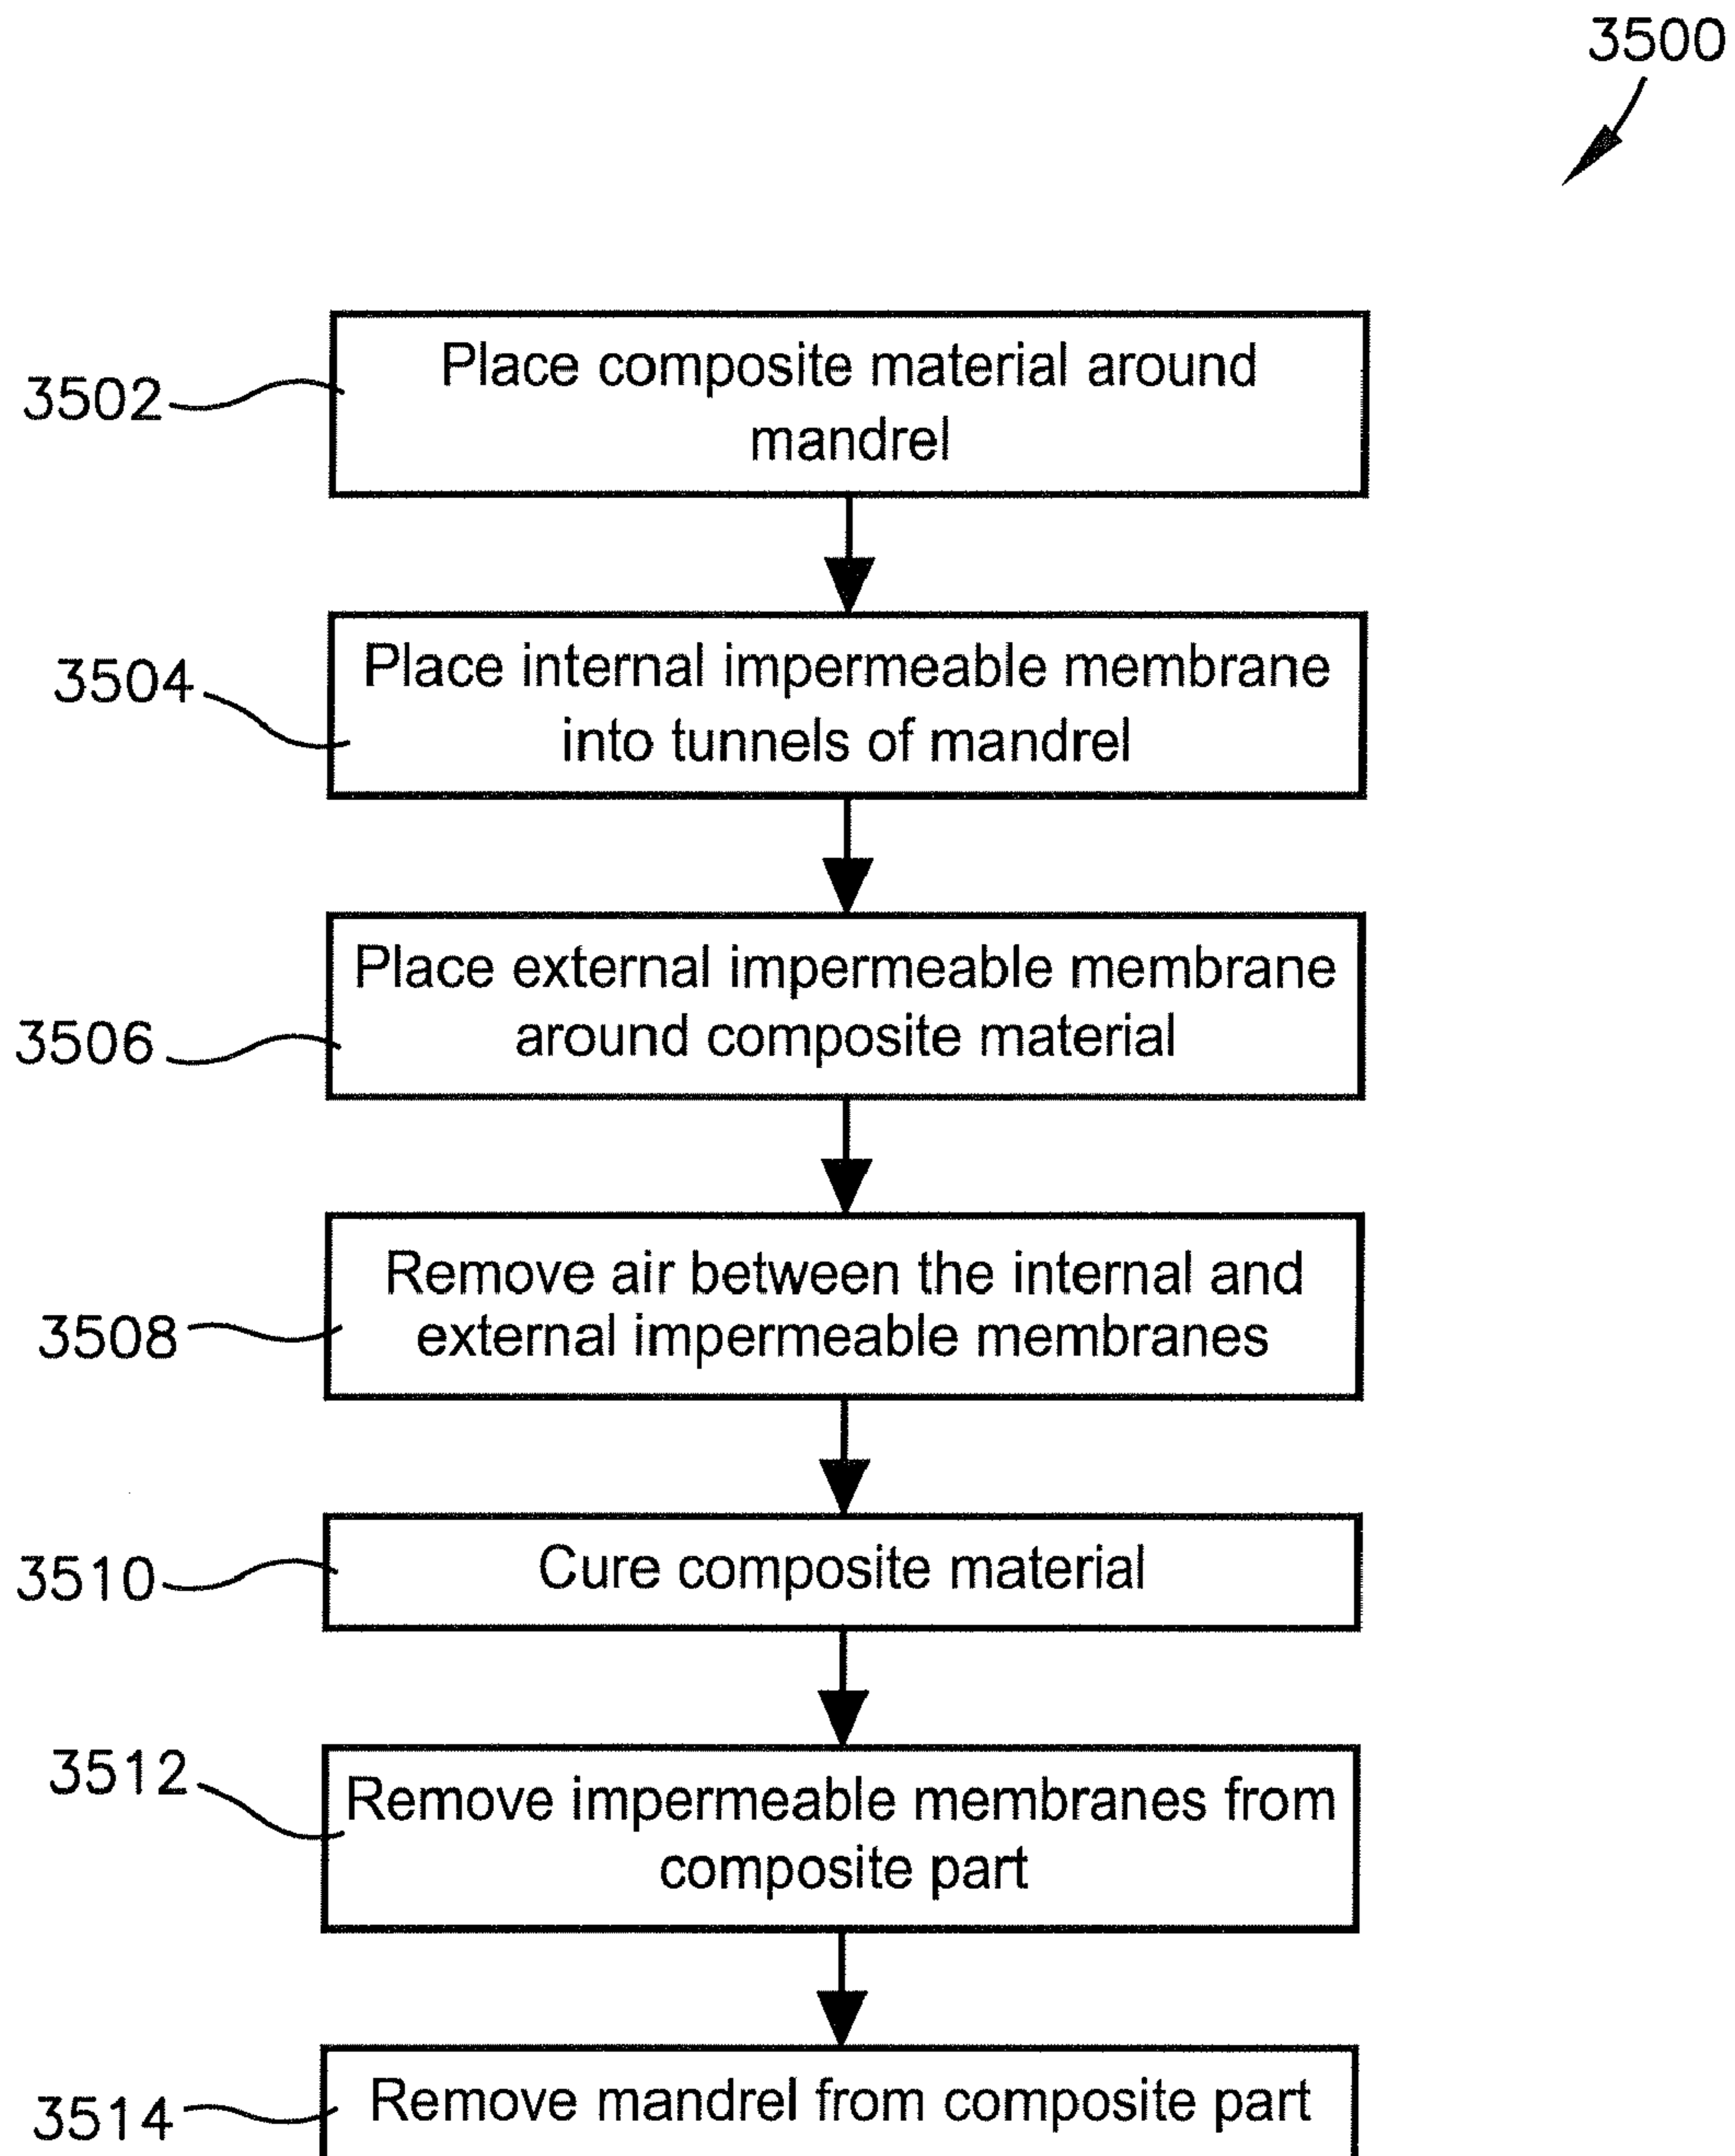 3500
3502
Place composite material around
mandrel
3504
Place internal impermeable membrane
into tunnels of mandrel
3506
Place external impermeable membrane
around composite material
3508
Remove air between the internal and
external impermeable membranes
3510
Cure composite material
3512
Remove impermeable membranes from
composite part
3514
Remove mandrel from composite part